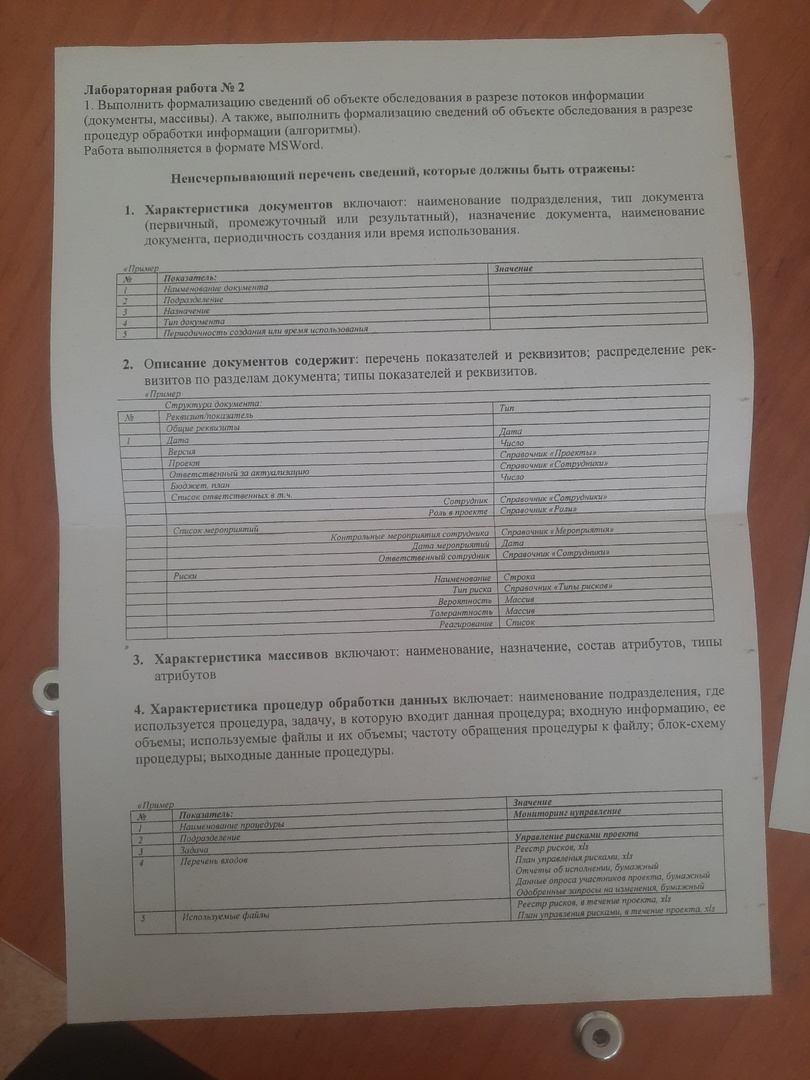 Лабораторная работа № 2
1. Выполнить формализацию сведений об объекте обследования в разрезе потоков информации
(документы, массивы). А также, выполнить формализацию сведений об объекте обследования в разрезе
процедур обработки информации (алгоритмы).
Работа выполняется в формате MSWord.
Неисчерпывающий перечень сведений, которые должны быть отражены:
1. Характеристика документов включают: наименование подразделения, тип документа
(первичный, промежуточный или результатный), назначение документа, наименование
документа, периодичность создания или время использования.
«Пример
№ Показатель: Значение
1 Наименование документа
2 Подразделение
3 Назначение
4 Тип документа
5 Периодичность создания или время использования
2. Описание документов содержит: перечень показателей и реквизитов; распределение рек-
визитов по разделам документа; типы показателей и реквизитов.
«Пример
Структура документа:
№ Реквизит/показатель Тип
Общие реквизиты
1 Дата Дата
Версия Число
Проект Справочник «Проекты»
Ответственный за актуализацию Справочник «Сотрудники»
Бюджет, план Число
Список ответственных в т.ч.
Сотрудник Справочник «Сотрудники»
Роль в проекте Справочник «Роли»
Список мероприятий
Контрольные мероприятия сотрудника Справочник «Мероприятия»
Дата мероприятий Дата
Ответственный сотрудник Справочник «Сотрудники»
Риски
Наименование Строка
Тип риска Справочник «Типы рисков»
Вероятность Массив
Толерантность Массив
Реагирование Список
»
3. Характеристика массивов включают: наименование, назначение, состав атрибутов, типы
атрибутов
4. Характеристика процедур обработки данных включает: наименование подразделения, где
используется процедура, задачу, в которую входит данная процедура; входную информацию, ее
объемы; используемые файлы и их объемы; частоту обращения процедуры к файлу; блок-схему
процедуры; выходные данные процедуры.
«Пример
№ Показатель: Значение
1 Наименование процедуры Мониторинг иуправление
2 Подразделение
3 Задача Управление рисками проекта
4 Перечень входов Реестр рисков, xls
План управления рисками, xls
Отчеты об исполнении, бумажный
Данные опроса участников проекта, бумажный
Одобренные запросы на изменения, бумажный
5 Используемые файлы Реестр рисков, в течение проекта, xls
План управления рисками, в течение проекта, xls